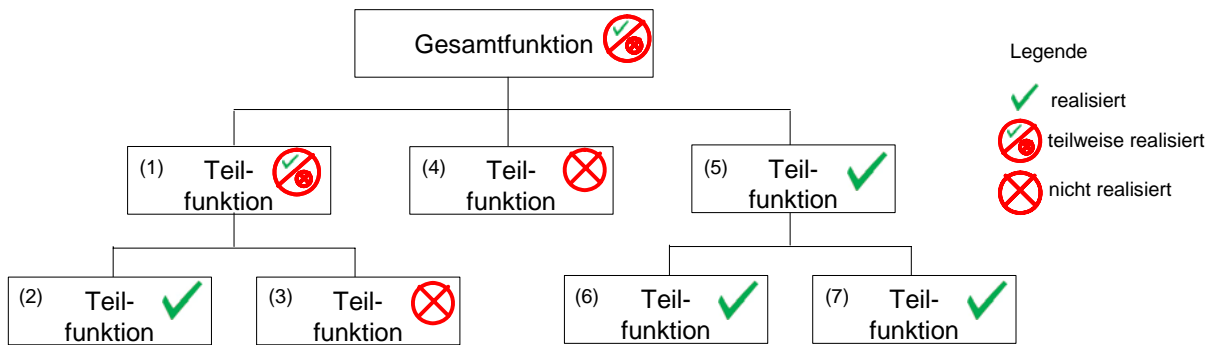 Gesamtfunktion
Legende
realisiert
teilweise realisiert
nicht realisiert
(1) Teil-
funktion
(4) Teil-
funktion
(5) Teil-
funktion
(2) Teil-
funktion
(3) Teil-
funktion
(6) Teil-
funktion
(7) Teil-
funktion